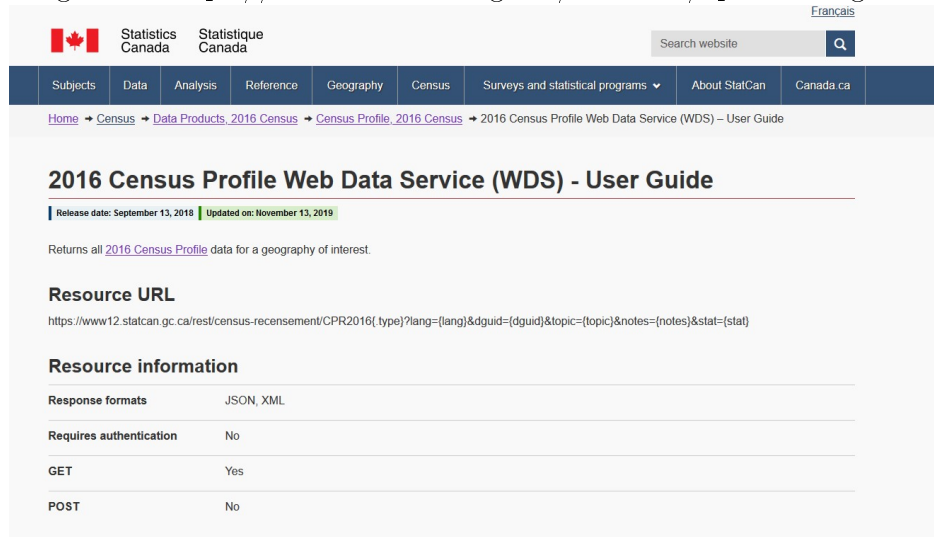 Français
Statistics Canada
Statistique Canada
Search website
Subjects Data Analysis Reference Geography Census Surveys and statistical programs About StatCan Canada.ca
Home ➔ Census ➔ Data Products, 2016 Census ➔ Census Profile, 2016 Census ➔ 2016 Census Profile Web Data Service (WDS) – User Guide
2016 Census Profile Web Data Service (WDS) - User Guide
Release date: September 13, 2018 Updated on: November 13, 2019
Returns all 2016 Census Profile data for a geography of interest.
Resource URL
https://www12.statcan.gc.ca/rest/census-recensement/CPR2016{.type}?lang={lang}&dguid={dguid}&topic={topic}&notes={notes}&stat={stat}
Resource information
Response formats JSON, XML
Requires authentication No
GET Yes
POST No